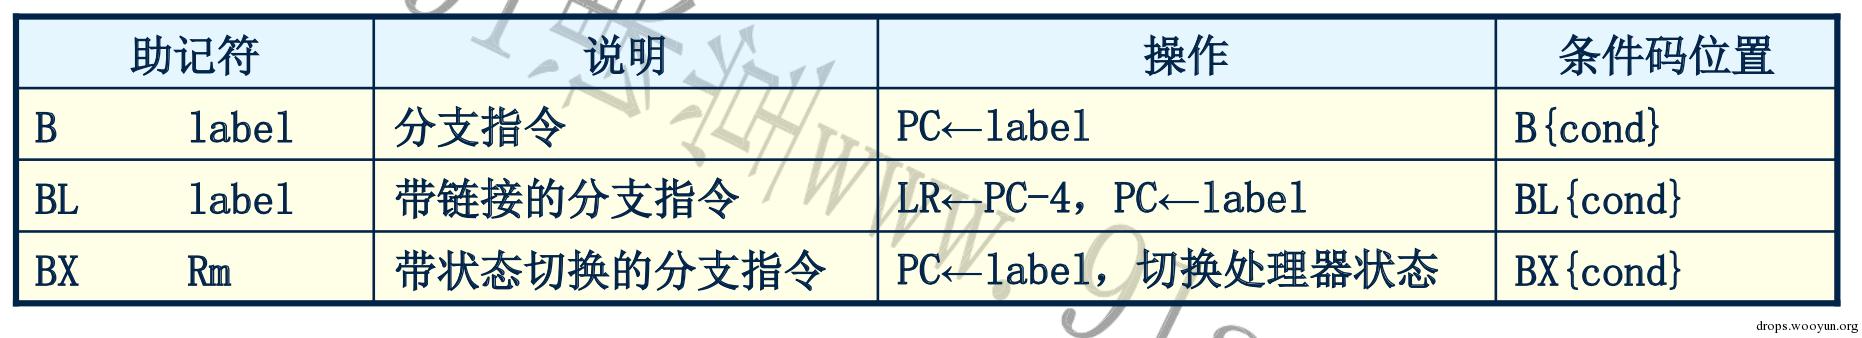 助记符 说明 操作 条件码位置
B label 分支指令 PC←label B{cond}
BL label 带链接的分支指令 LR←PC-4，PC←label BL{cond}
BX Rm 带状态切换的分支指令 PC←label，切换处理器状态 BX{cond}
drops.wooyun.org